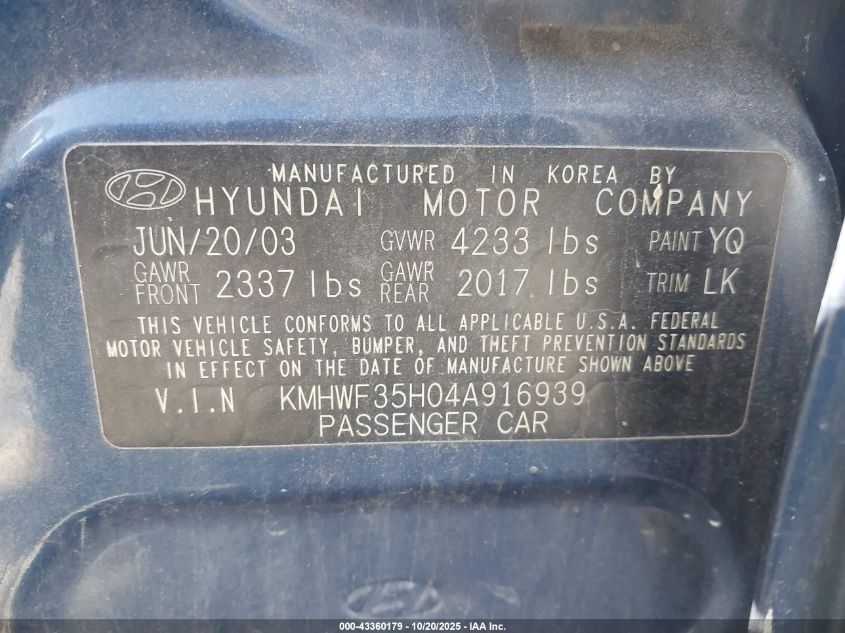 MANUFACTURED IN KOREA BY
HYUNDAI MOTOR COMPANY
JUN/20/03 GVWR 4233 lbs PAINT YQ
GAWR FRONT 2337 lbs GAWR REAR 2017 lbs TRIM LK
THIS VEHICLE CONFORMS TO ALL APPLICABLE U.S.A. FEDERAL
MOTOR VEHICLE SAFETY, BUMPER, AND THEFT PREVENTION STANDARDS
IN EFFECT ON THE DATE OF MANUFACTURE SHOWN ABOVE
V.I.N KMHWF35H04A916939
PASSENGER CAR
000-43360179 - 10/20/2025 - IAA Inc.